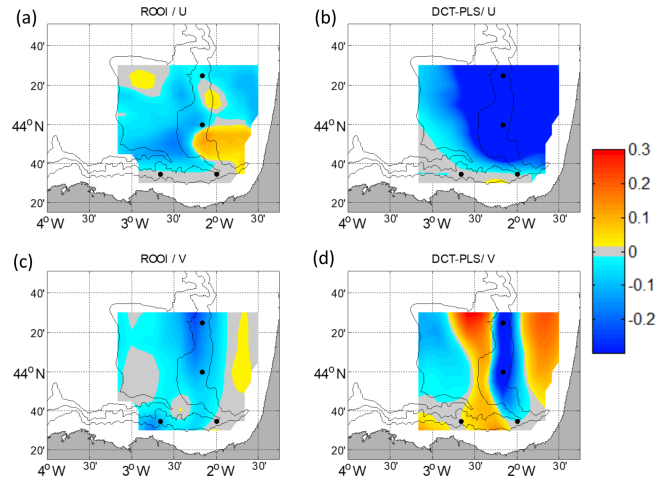 (a) ROOI / U
(b) DCT-PLS/ U
40'
20'
44° N
40'
20'
4° W 30' 3° W 30' 2° W 30'
40'
20'
44° N
40'
20'
4° W 30' 3° W 30' 2° W 30'
0.3
0.2
0.1
0
-0.1
-0.2
(c) ROOI / V
(d) DCT-PLS/ V
40'
20'
44° N
40'
20'
4° W 30' 3° W 30' 2° W 30'
40'
20'
44° N
40'
20'
4° W 30' 3° W 30' 2° W 30'